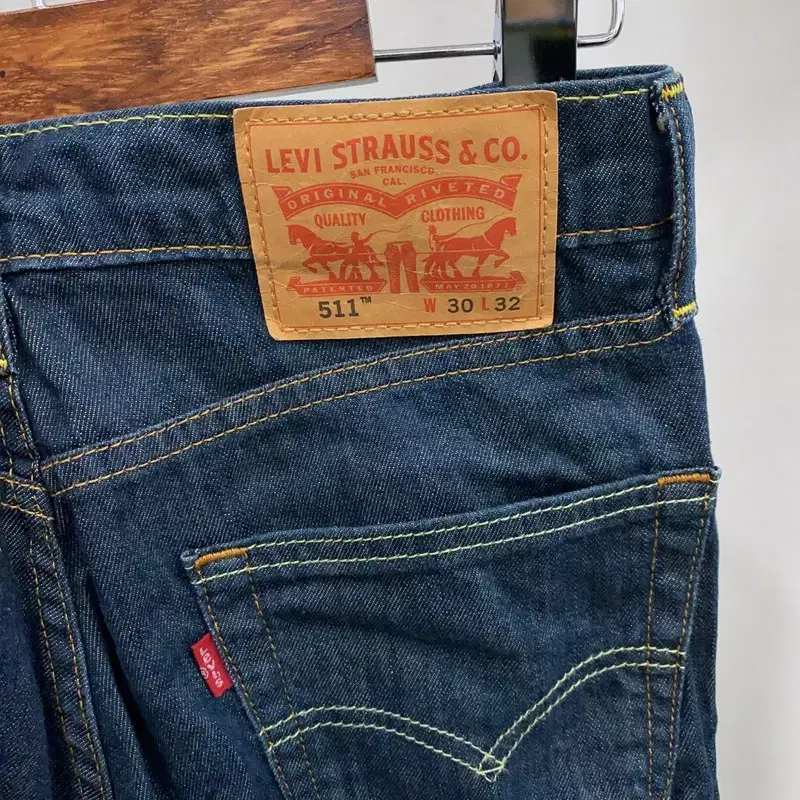 LEVI STRAUSS & CO.
SAN FRANCISCO
CAL.
ORIGINAL RIVETED
QUALITY CLOTHING
PATENTED MAY 20 1873
511™ W 30 L 32
Levi's ®